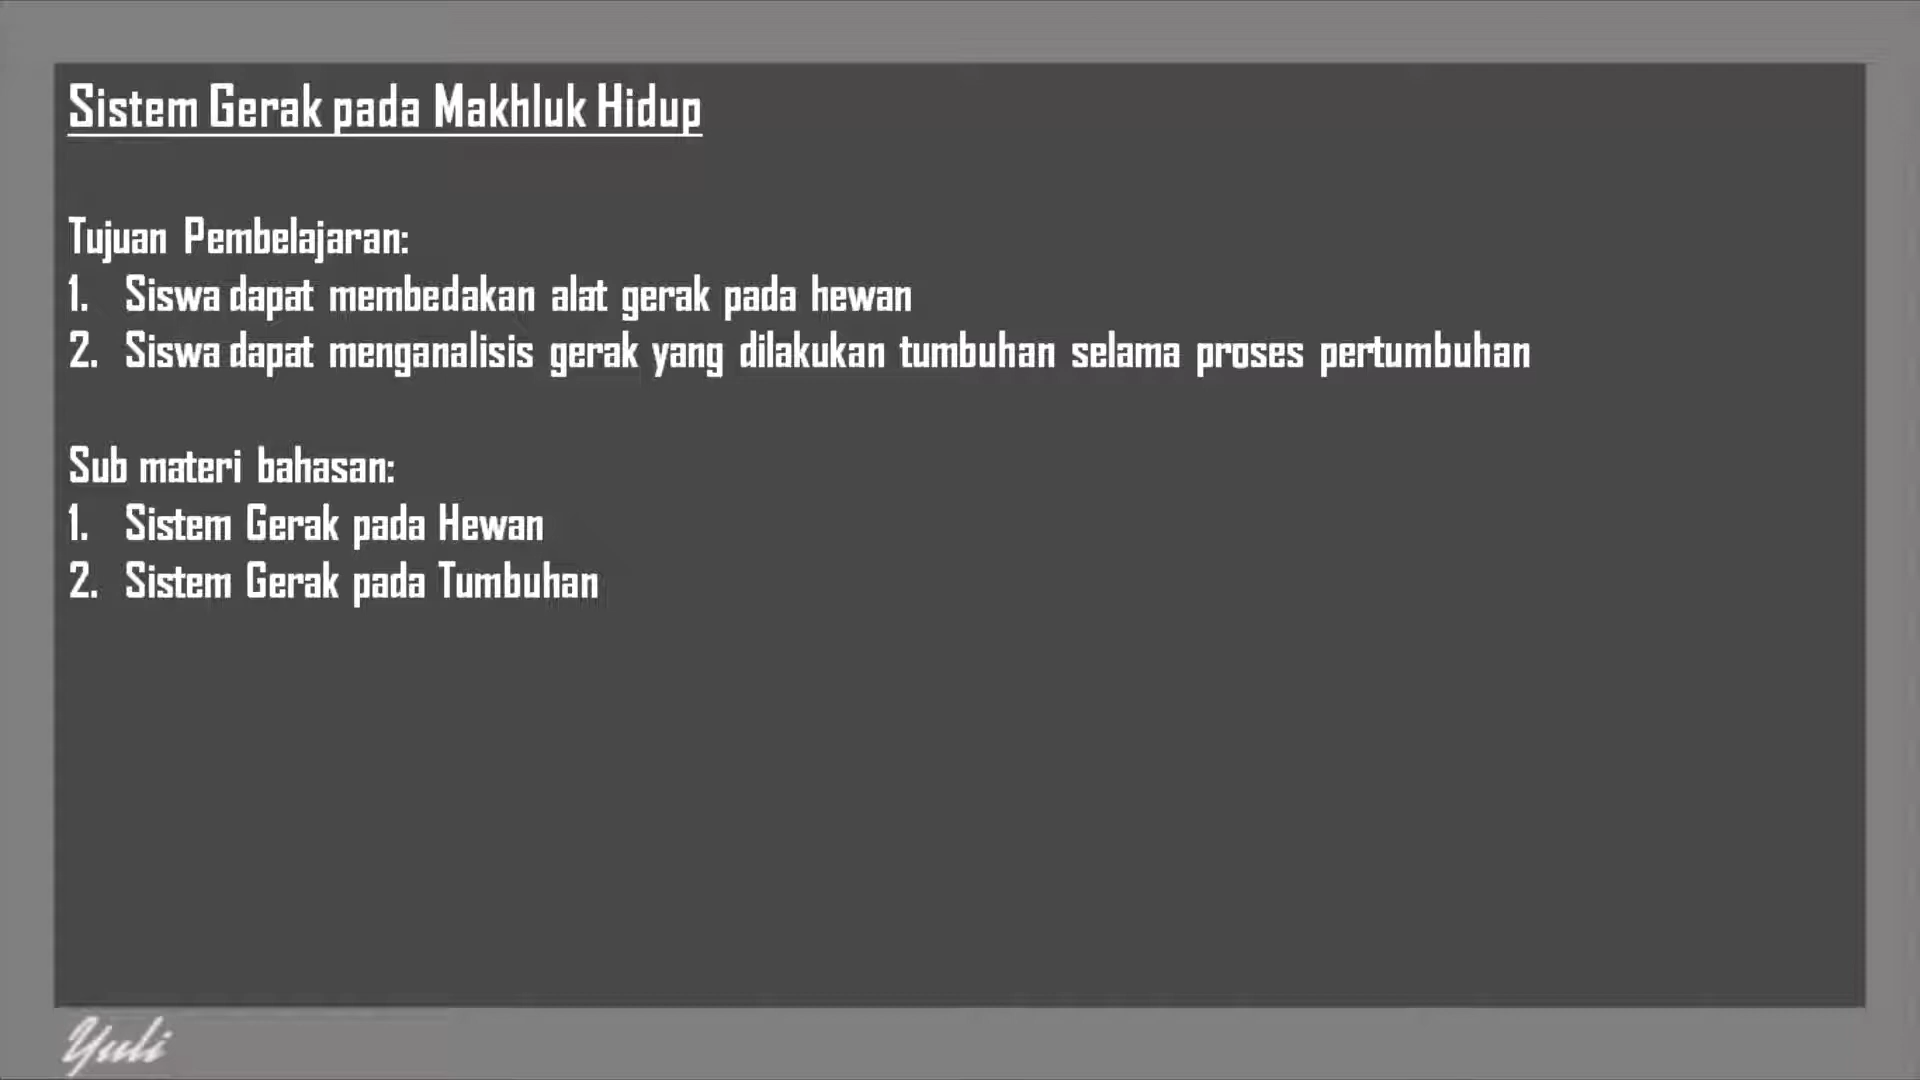 Sistem Gerak pada Makhluk Hidup
Tujuan Pembelajaran:
1. Siswa dapat membedakan alat gerak pada hewan
2. Siswa dapat menganalisis gerak yang dilakukan tumbuhan selama proses pertumbuhan
Sub materi bahasan:
1. Sistem Gerak pada Hewan
2. Sistem Gerak pada Tumbuhan
Yuli